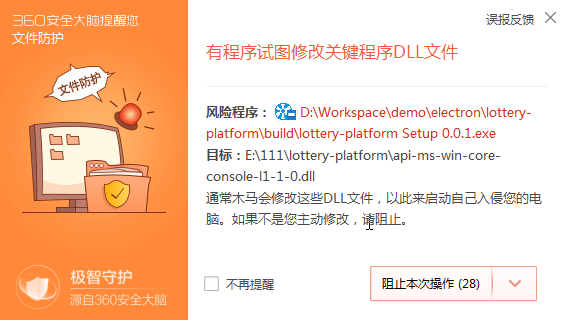 360安全大脑提醒您
误报反馈
文件防护
文件防护
有程序试图修改关键程序DLL文件
风险程序： D:\Workspace\demo\electron\lottery-
platform\build\lottery-platform Setup 0.0.1.exe
目标：E:\111\lottery-platform\api-ms-win-core-
console-l1-1-0.dll
通常木马会修改这些DLL文件，以此来启动自己入侵您的电
脑。如果不是您主动修改，请阻止。
极智守护
源自360安全大脑
不再提醒
阻止本次操作 (28)